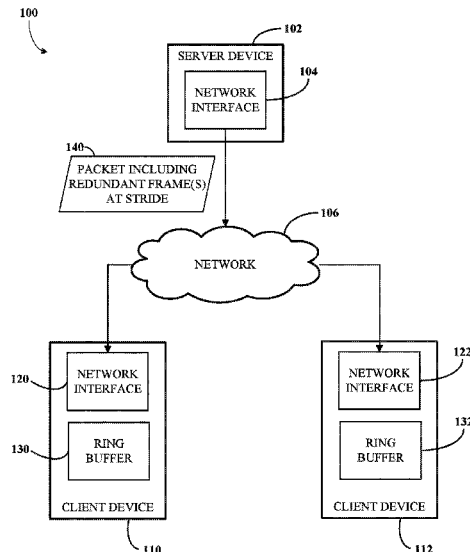 100
102
SERVER DEVICE
NETWORK
INTERFACE
104
140
PACKET INCLUDING
REDUNDANT FRAME(S)
AT STRIDE
106
NETWORK
120
NETWORK
INTERFACE
130
RING
BUFFER
CLIENT DEVICE
110
NETWORK
INTERFACE
122
RING
BUFFER
132
CLIENT DEVICE
112